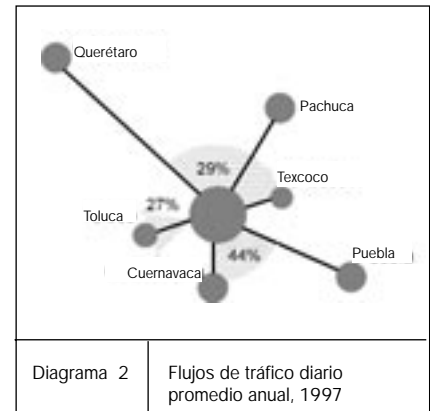 Querétaro
Pachuca
29%
Texcoco
27%
Toluca
Puebla
44%
Cuernavaca
Diagrama 2
Flujos de tráfico diario
promedio anual, 1997